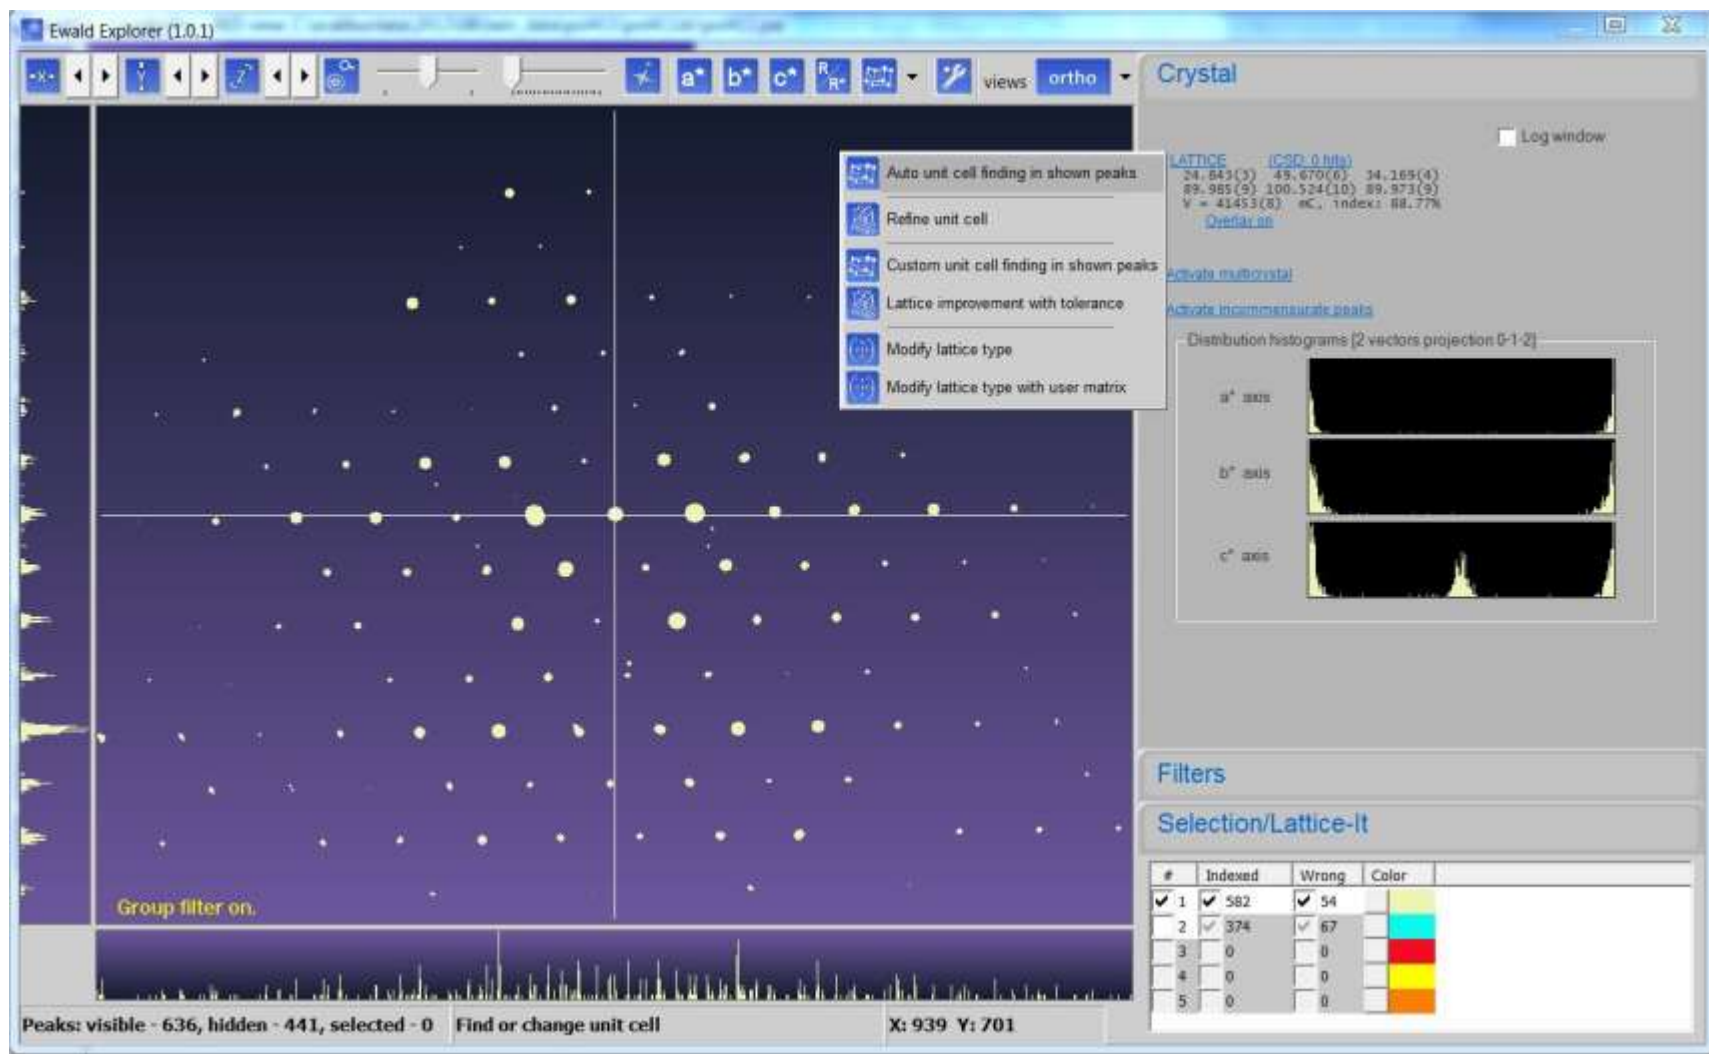 Ewald Explorer (1.0.1)
X Y Z a* b* c* R R* views ortho
Crystal
Log window
LATTICE (CSD: 0 hits)
24.843(3) 49.670(6) 34.169(4)
89.985(9) 100.524(10) 89.973(9)
V = 41453(8) mC, index: 88.77%
Overlay on
Activate multicrystal
Activate incommensurate peaks
Auto unit cell finding in shown peaks
Refine unit cell
Custom unit cell finding in shown peaks
Lattice improvement with tolerance
Modify lattice type
Modify lattice type with user matrix
Distribution histograms [2 vectors projection 0-1-2]
a* axis
b* axis
c* axis
Filters
Selection/Lattice-It
# Indexed Wrong Color
1 582 54
2 374 67
3 0 0
4 0 0
5 0 0
Group filter on.
Peaks: visible - 636, hidden - 441, selected - 0 Find or change unit cell X: 939 Y: 701